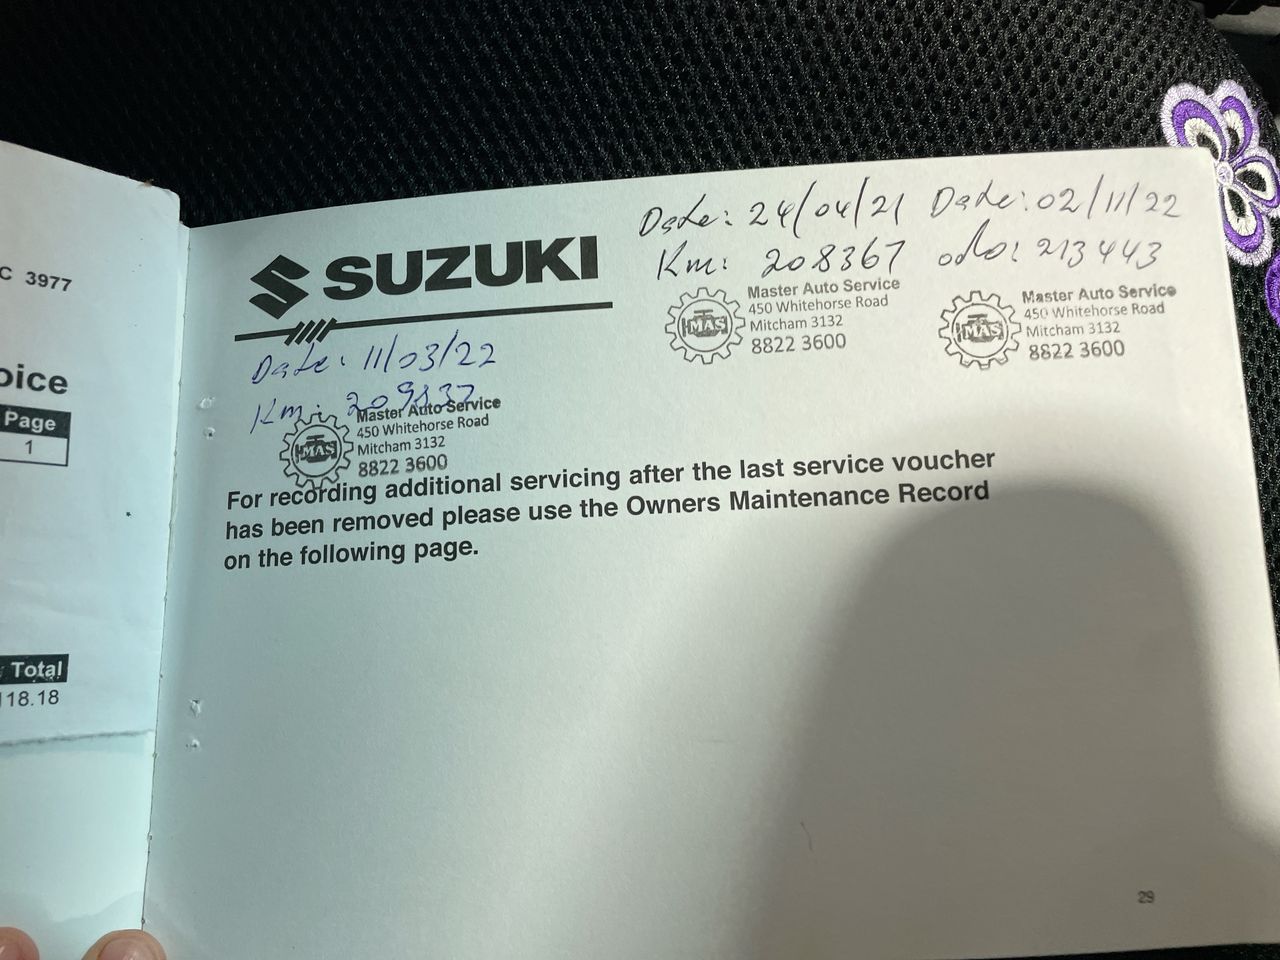 C 3977
oice
Page
1
Total
118.18
SUZUKI
Date: 24/04/21
Km: 208367
MAS
Master Auto Service
450 Whitehorse Road
Mitcham 3132
8822 3600
Date: 02/11/22
odo: 213443
MAS
Master Auto Service
450 Whitehorse Road
Mitcham 3132
8822 3600
Date: 11/03/22
Km: 209837
MAS
Master Auto Service
450 Whitehorse Road
Mitcham 3132
8822 3600
For recording additional servicing after the last service voucher
has been removed please use the Owners Maintenance Record
on the following page.
29